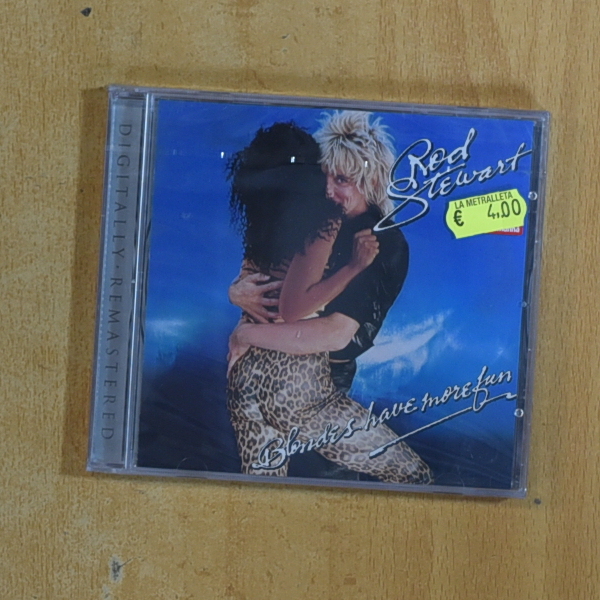 DIGITALLY · REMASTERED
Rod
Stewart
LA METRALLETA
€ 4,00
Blondes have more fun